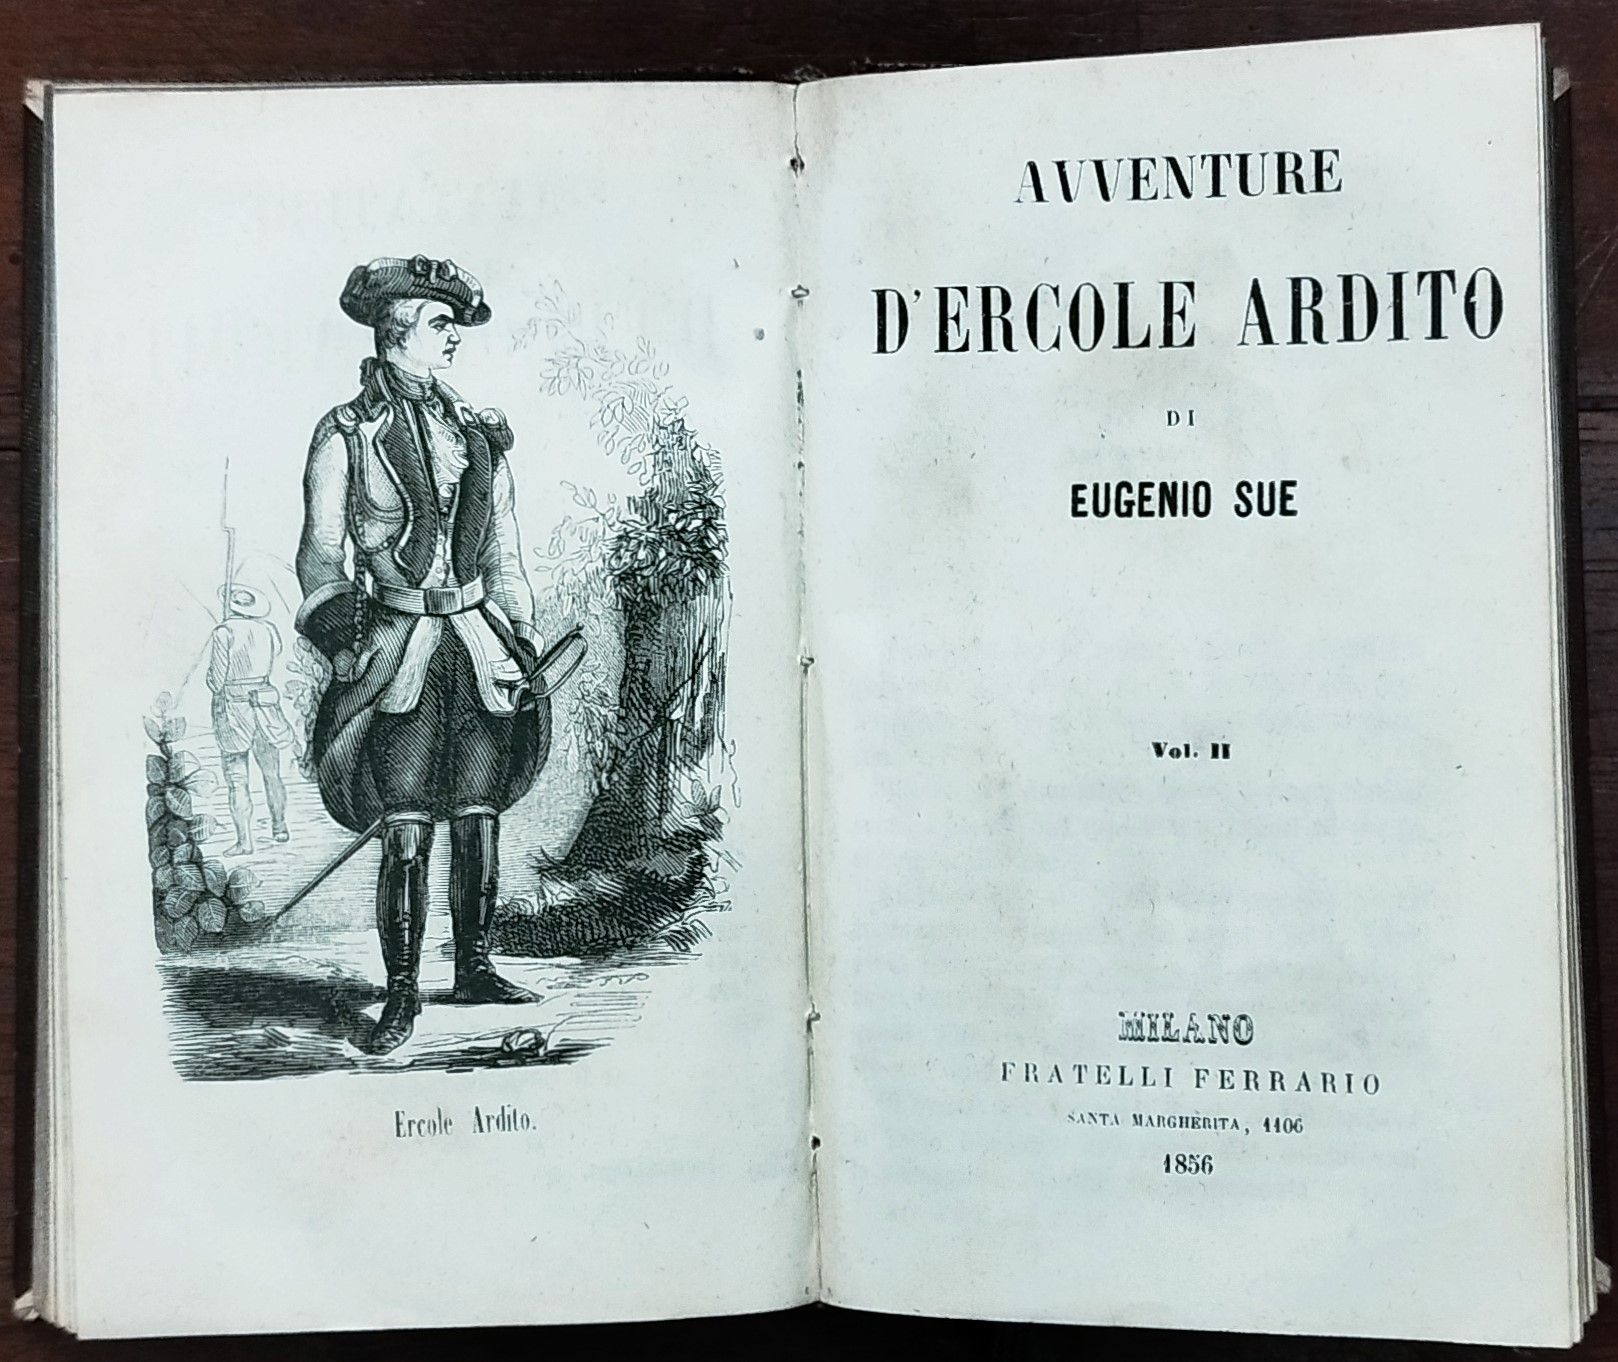 Ercole Ardito.
AVVENTURE
D'ERCOLE ARDITO
DI
EUGENIO SUE
Vol. II
MILANO
FRATELLI FERRARIO
SANTA MARGHERITA, 1106
1856